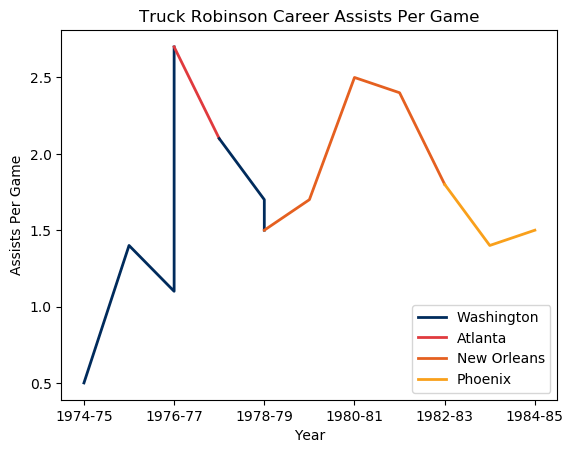 Truck Robinson Career Assists Per Game
Assists Per Game
2.5
2.0
1.5
1.0
0.5
1974-75
1976-77
1978-79
1980-81
1982-83
1984-85
Year
Washington
Atlanta
New Orleans
Phoenix